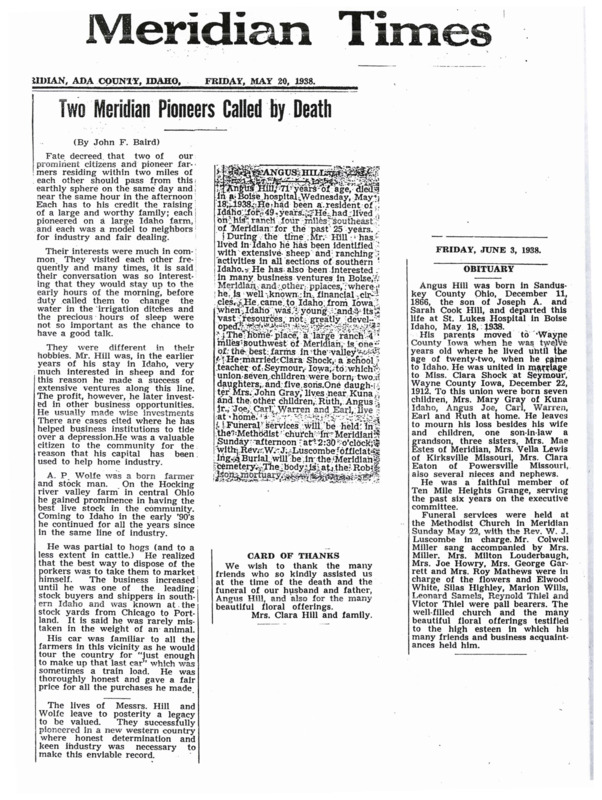 Meridian Times
IDIAN, ADA COUNTY, IDAHO, FRIDAY, MAY 20, 1938.
Two Meridian Pioneers Called by Death
(By John F. Baird)
Fate decreed that two of our
prominent citizens and pioneer far-
mers residing within two miles of
each other should pass from this
earthly sphere on the same day and
near the same hour in the afternoon
Each has to his credit the raising
of a large and worthy family; each
pioneered on a large Idaho farm,
and each was a model to neighbors
for industry and fair dealing.
Their interests were much in com-
mon They visited each other fre-
quently and many times, it is said
their conversation was so interest-
ing that they would stay up to the
early hours of the morning, before
duty called them to change the
water in the irrigation ditches and
the precious hours of sleep were
not so important as the chance to
have a good talk.
They were different in their
hobbies. Mr. Hill was, in the earlier
years of his stay in Idaho, very
much interested in sheep and for
this reason he made a success of
extensive ventures along this line.
The profit, however, he later invest-
ed in other business opportunities.
He usually made wise investments
There are cases cited where he has
helped business institutions to tide
over a depression.He was a valuable
citizen to the community for the
reason that his capital has been
used to help home industry.
A. P. Wolfe was a born farmer
and stock man. On the Hocking
river valley farm in central Ohio
he gained prominence in having the
best live stock in the community.
Coming to Idaho in the early '90's
he continued for all the years since
in the same line of industry.
He was partial to hogs (and to a
less extent in cattle.) He realized
that the best way to dispose of the
porkers was to take them to market
himself. The business increased
until he was one of the leading
stock buyers and shippers in south-
ern Idaho and was known at the
stock yards from Chicago to Port-
land. It is said he was rarely mis-
taken in the weight of an animal.
His car was familiar to all the
farmers in this vicinity as he would
tour the country for "just enough
to make up that last car" which was
sometimes a train load. He was
thoroughly honest and gave a fair
price for all the purchases he made.
The lives of Messrs. Hill and
Wolfe leave to posterity a legacy
to be valued. They successfully
pioneered in a new western country
where honest determination and
keen industry was necessary to
make this enviable record.
ANGUS HILL
Angus Hill, 71 years of age, died
in a Boise hospital Wednesday, May
18, 1938. He had been a resident of
Idaho for 49 years. He had lived
on his ranch four miles southeast
of Meridian for the past 25 years.
During the time Mr. Hill has
lived in Idaho he has been identified
with extensive sheep and ranching
activities in all sections of southern
Idaho. He has also been interested
in many business ventures in Boise,
Meridian and other pplaces, where
he is well known in financial cir-
cles. He came to Idaho from Iowa
when Idaho was young and its
vast resources not greatly devel-
oped.
The home place, a large ranch 4
miles southwest of Meridian, is one
of the best farms in the valley
He married Clara Shock, a school
teacher of Seymour, Iowa, to which
union seven children were born, two
daughters, and five sons. One daugh-
ter Mrs. John Gray, lives near Kuna
and the other children, Ruth, Angus
jr., Joe, Carl, Warren and Earl, live
at home.
Funeral services will be held in
the Methodist church in Meridian
Sunday afternoon at 2:30 o'clock
with Rev. W. J. Luscombe officiat-
ing. Burial will be in the Meridian
cemetery. The body is at the Rob-
ison mortuary
CARD OF THANKS
We wish to thank the many
friends who so kindly assisted us
at the time of the death and the
funeral of our husband and father,
Angus Hill, and also for the many
beautiful floral offerings.
Mrs. Clara Hill and family.
FRIDAY, JUNE 3, 1938.
OBITUARY
Angus Hill was born in Sandus-
key County Ohio, December 11,
1866, the son of Joseph A. and
Sarah Cook Hill, and departed this
life at St. Lukes Hospital in Boise
Idaho, May 18, 1938.
His parents moved to Wayne
County Iowa when he was twelve
years old where he lived until the
age of twenty-two, when he came
to Idaho. He was united in marriage
to Miss. Clara Shock at Seymour,
Wayne County Iowa, December 22,
1912. To this union were born seven
children, Mrs. Mary Gray of Kuna
Idaho, Angus Joe, Carl, Warren,
Earl and Ruth at home. He leaves
to mourn his loss besides his wife
and children, one son-in-law a
grandson, three sisters, Mrs. Mae
Estes of Meridian, Mrs. Vella Lewis
of Kirksville Missouri, Mrs. Clara
Eaton of Powersville Missouri,
also several nieces and nephews.
He was a faithful member of
Ten Mile Heights Grange, serving
the past six years on the executive
committee.
Funeral services were held at
the Methodist Church in Meridian
Sunday May 22, with the Rev. W. J.
Luscombe in charge. Mr. Colwell
Miller sang accompanied by Mrs.
Miller. Mrs. Milton Louderbaugh,
Mrs. Joe Howry, Mrs. George Gar-
rett and Mrs. Roy Mathews were in
charge of the flowers and Elwood
White, Silas Highley, Marion Wills,
Leonard Samels, Reynold Thiel and
Victor Thiel were pall bearers. The
well-filled church and the many
beautiful floral offerings testified
to the high esteen in which his
many friends and business acquaint-
ances held him.